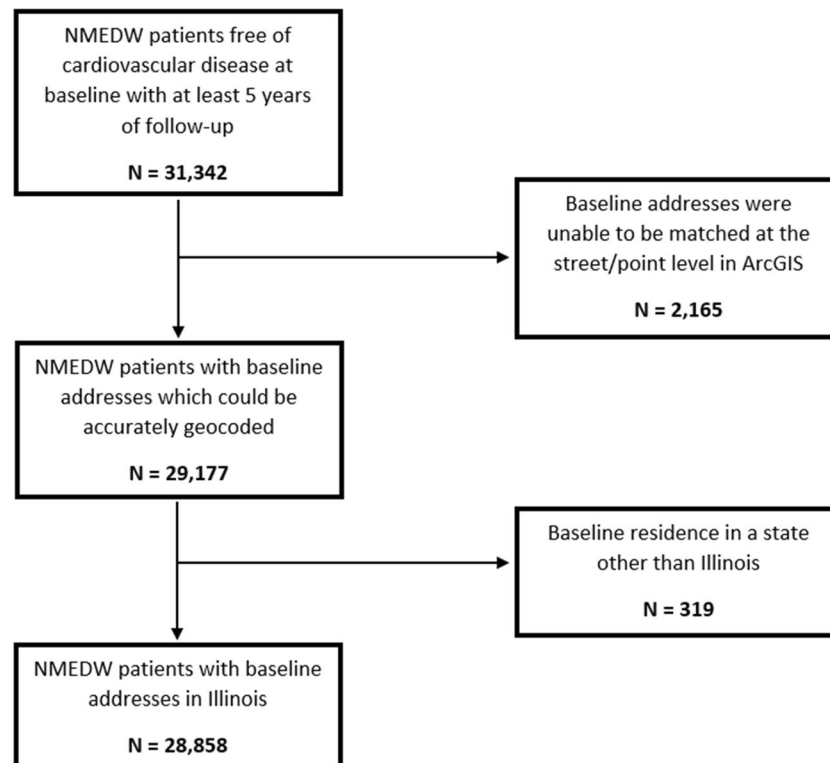 NMEDW patients free of
cardiovascular disease at
baseline with at least 5 years
of follow-up
N = 31,342
Baseline addresses were
unable to be matched at the
street/point level in ArcGIS
N = 2,165
NMEDW patients with baseline
addresses which could be
accurately geocoded
N = 29,177
Baseline residence in a state
other than Illinois
N = 319
NMEDW patients with baseline
addresses in Illinois
N = 28,858